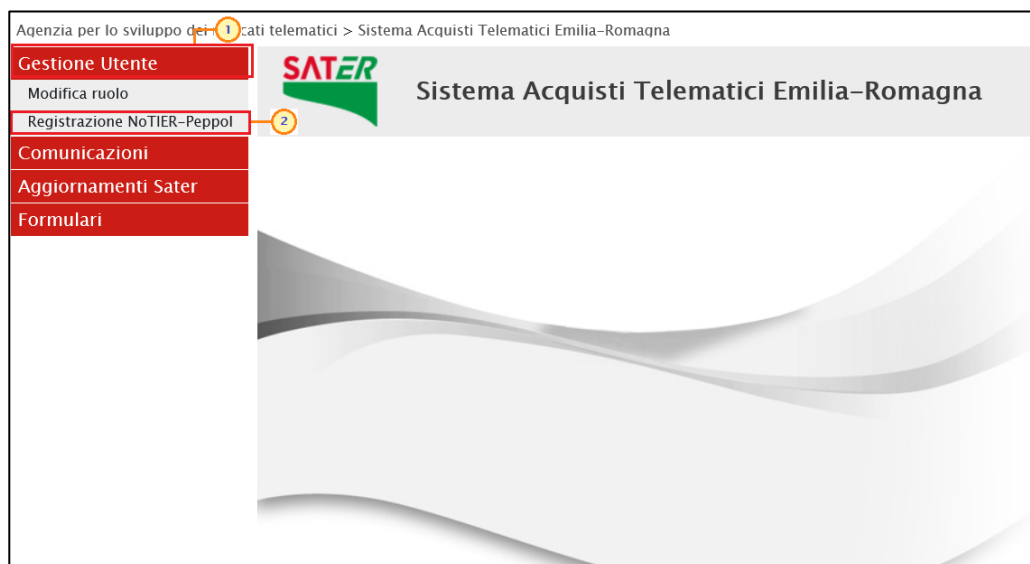 Agenzia per lo sviluppo dei cati telematici > Sistema Acquisti Telematici Emilia-Romagna
1
Gestione Utente
SATER
Sistema Acquisti Telematici Emilia-Romagna
Modifica ruolo
Registrazione NoTIER-Peppol
2
Comunicazioni
Aggiornamenti Sater
Formulari